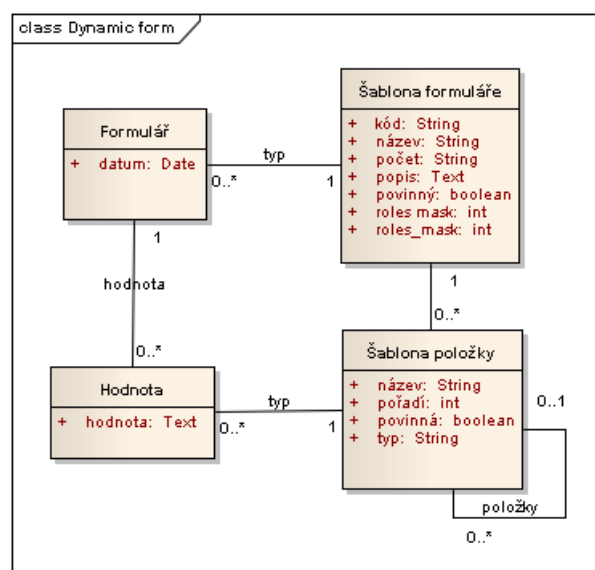 class Dynamic form
Šablona formuláře
+ kód: String
+ název: String
+ počet: String
+ popis: Text
+ povinný: boolean
+ roles mask: int
+ roles_mask: int
Formulář
+ datum: Date
typ
0..*
1
1
hodnota
0..*
1
0..*
Hodnota
+ hodnota: Text
typ
0..*
1
Šablona položky
+ název: String
+ pořadí: int
+ povinná: boolean
+ typ: String
0..1
položky
0..*